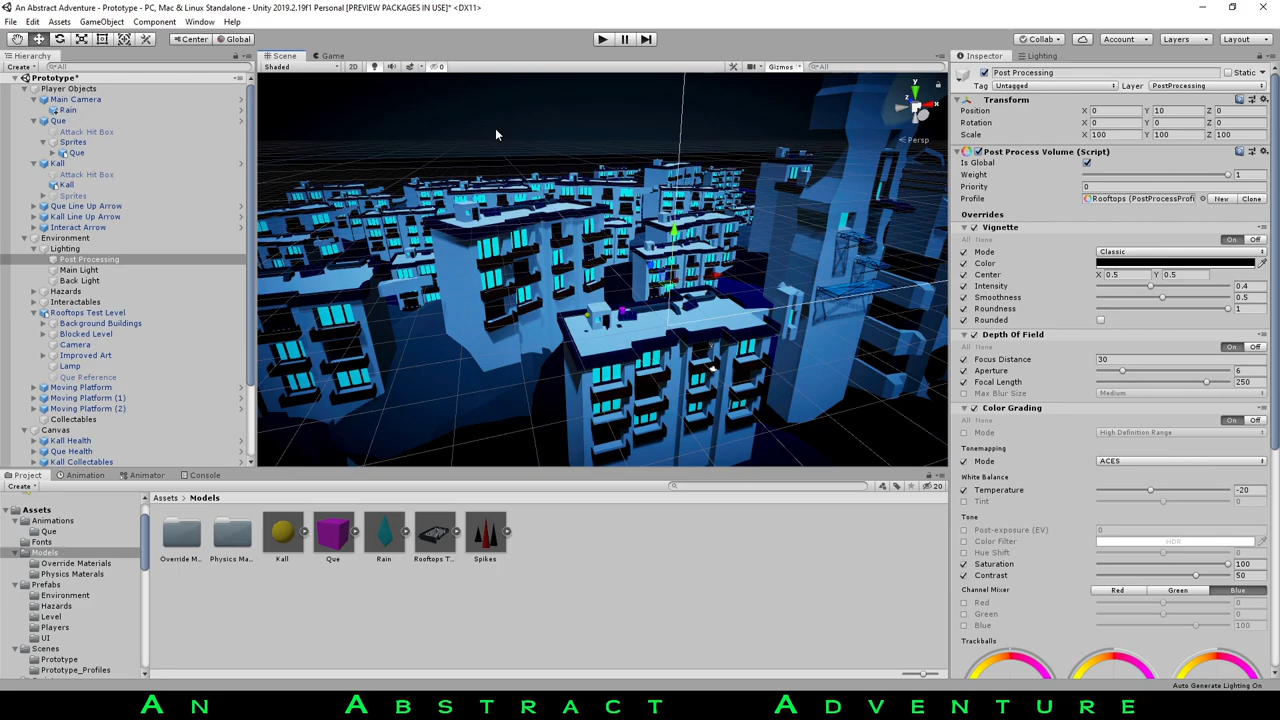 An Abstract Adventure - Prototype - PC, Mac & Linux Standalone - Unity 2019.2.19f1 Personal [PREVIEW PACKAGES IN USE]* <DX11>
File Edit Assets GameObject Component Window Help
Center Global Collab Account Layers Layout
Hierarchy
Create All
Prototype*
Player Objects
Main Camera
Rain
Que
Attack Hit Box
Sprites
Que
Kall
Attack Hit Box
Kall
Sprites
Que Line Up Arrow
Kall Line Up Arrow
Interact Arrow
Environment
Lighting
Post Processing
Main Light
Back Light
Hazards
Interactables
Rooftops Test Level
Background Buildings
Blocked Level
Camera
Improved Art
Lamp
Que Reference
Moving Platform
Moving Platform (1)
Moving Platform (2)
Collectables
Canvas
Kall Health
Que Health
Kall Collectables
Scene Game
Shaded 2D 0 Gizmos All
y
x
z
Persp
Inspector Lighting
Post Processing Static
Tag Untagged Layer PostProcessing
Transform
Position X 0 Y 10 Z 0
Rotation X 0 Y 0 Z 0
Scale X 100 Y 100 Z 100
Post Process Volume (Script)
Is Global
Weight 1
Priority 0
Profile Rooftops (PostProcessProfi New Clone
Overrides
Vignette
All None On Off
Mode Classic
Color
Center X 0.5 Y 0.5
Intensity 0.4
Smoothness 0.5
Roundness 1
Rounded
Depth Of Field
All None On Off
Focus Distance 30
Aperture 6
Focal Length 250
Max Blur Size Medium
Color Grading
All None On Off
Mode High Definition Range
Tonemapping
Mode ACES
White Balance
Temperature -20
Tint 0
Tone
Post-exposure (EV) 0
Color Filter HDR
Hue Shift 0
Saturation 100
Contrast 50
Channel Mixer Red Green Blue
Red 0
Green 0
Blue 100
Trackballs
Project Animation Animator Console
Create 20
Assets
Animations
Que
Fonts
Models
Override Materials
Physics Materals
Prefabs
Environment
Hazards
Level
Players
UI
Scenes
Prototype
Prototype_Profiles
Assets Models
Override M... Physics Ma... Kall Que Rain Rooftops T... Spikes
Auto Generate Lighting On
An Abstract Adventure